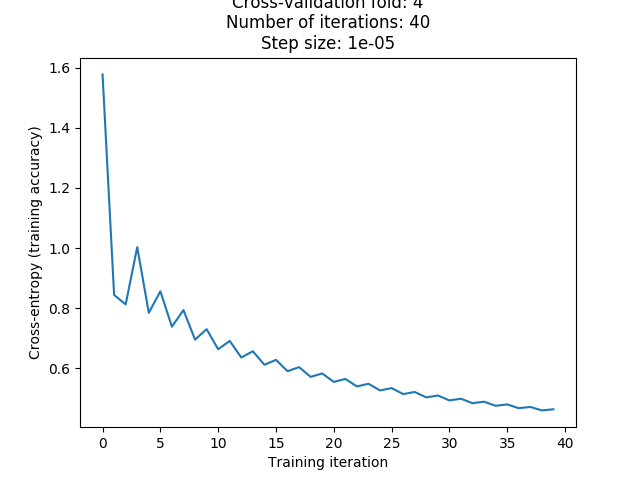 Cross-validation fold: 4
Number of iterations: 40
Step size: 1e-05
1.6
1.4
1.2
1.0
0.8
0.6
Cross-entropy (training accuracy)
0 5 10 15 20 25 30 35 40
Training iteration